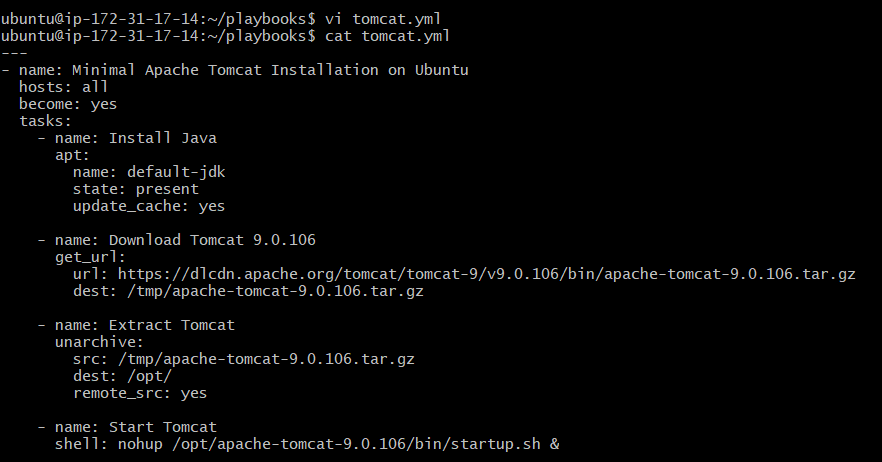 ubuntu@ip-172-31-17-14:~/playbooks$ vi tomcat.yml
ubuntu@ip-172-31-17-14:~/playbooks$ cat tomcat.yml
---
- name: Minimal Apache Tomcat Installation on Ubuntu
  hosts: all
  become: yes
  tasks:
    - name: Install Java
      apt:
        name: default-jdk
        state: present
        update_cache: yes

    - name: Download Tomcat 9.0.106
      get_url:
        url: https://dlcdn.apache.org/tomcat/tomcat-9/v9.0.106/bin/apache-tomcat-9.0.106.tar.gz
        dest: /tmp/apache-tomcat-9.0.106.tar.gz

    - name: Extract Tomcat
      unarchive:
        src: /tmp/apache-tomcat-9.0.106.tar.gz
        dest: /opt/
        remote_src: yes

    - name: Start Tomcat
      shell: nohup /opt/apache-tomcat-9.0.106/bin/startup.sh &